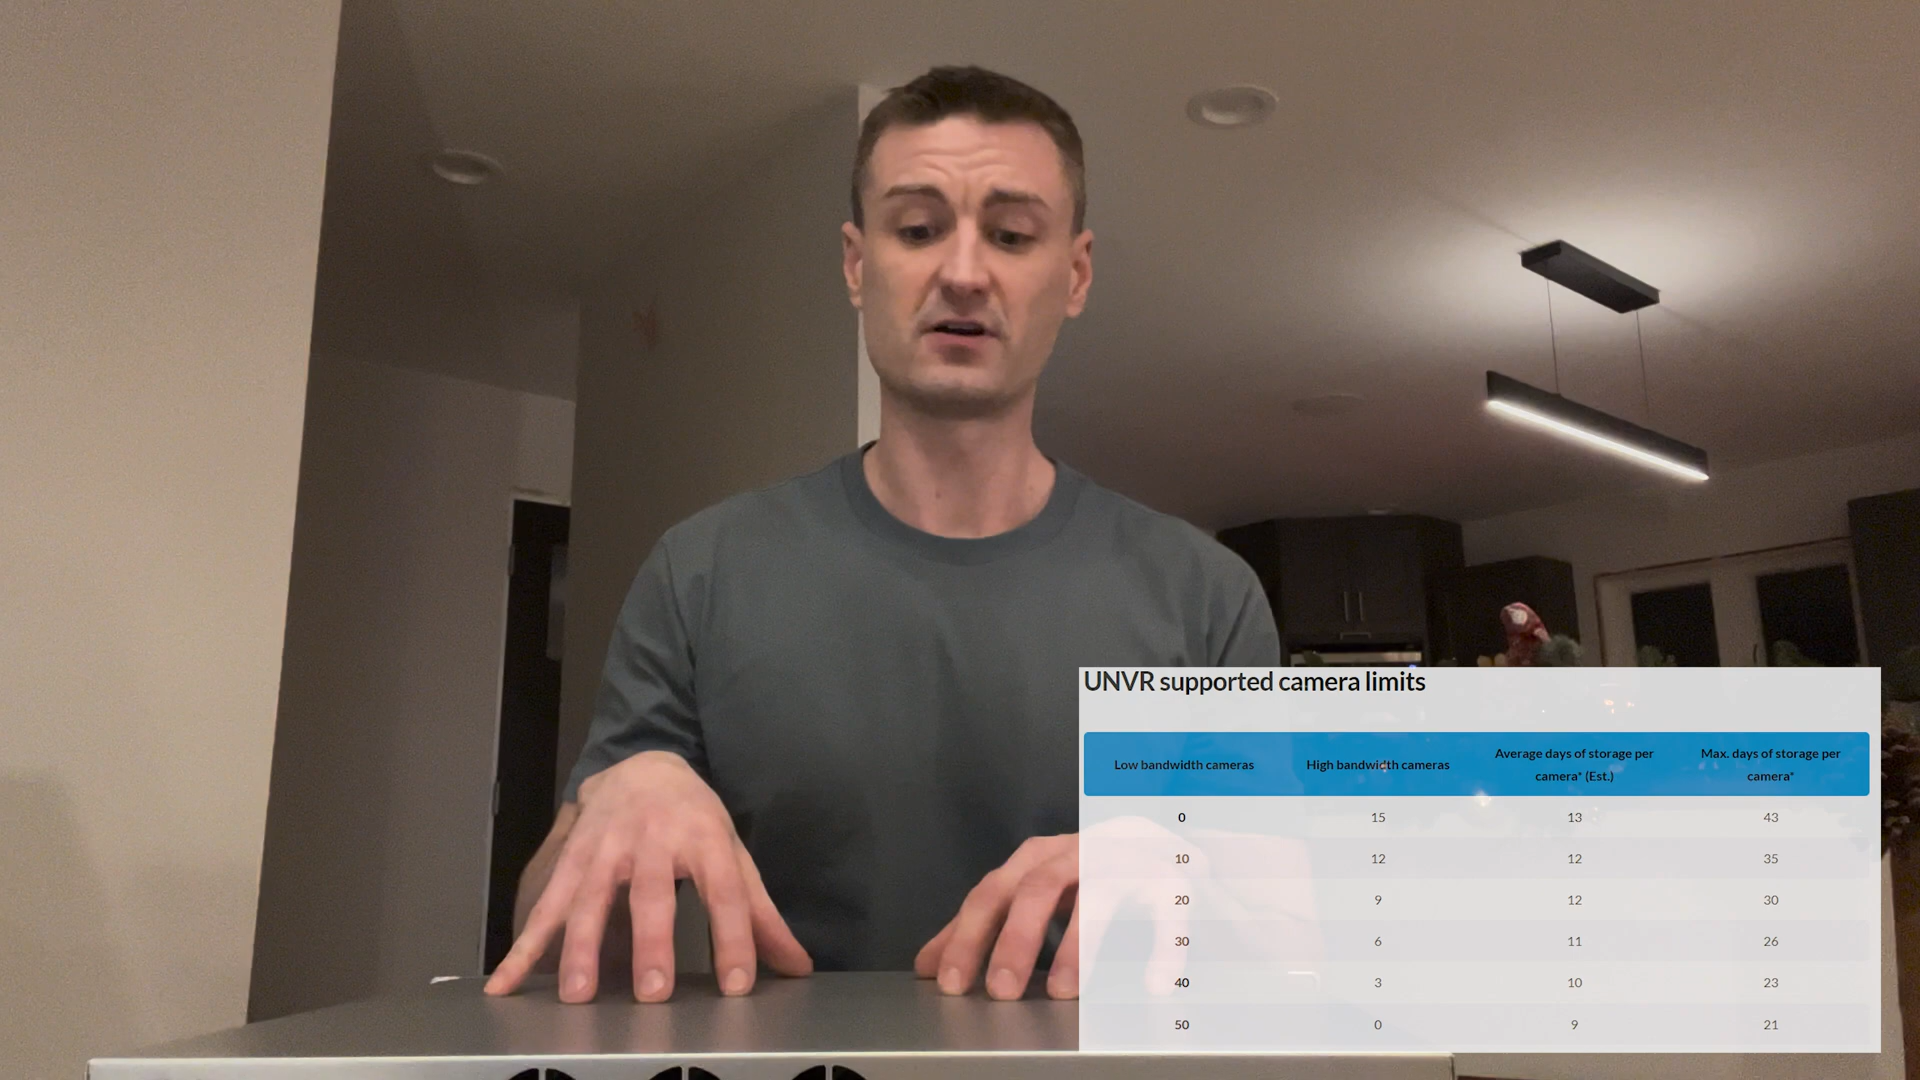 UNVR supported camera limits
Low bandwidth cameras High bandwidth cameras Average days of storage per camera* (Est.) Max. days of storage per camera*
0 15 13 43
10 12 12 35
20 9 12 30
30 6 11 26
40 3 10 23
50 0 9 21